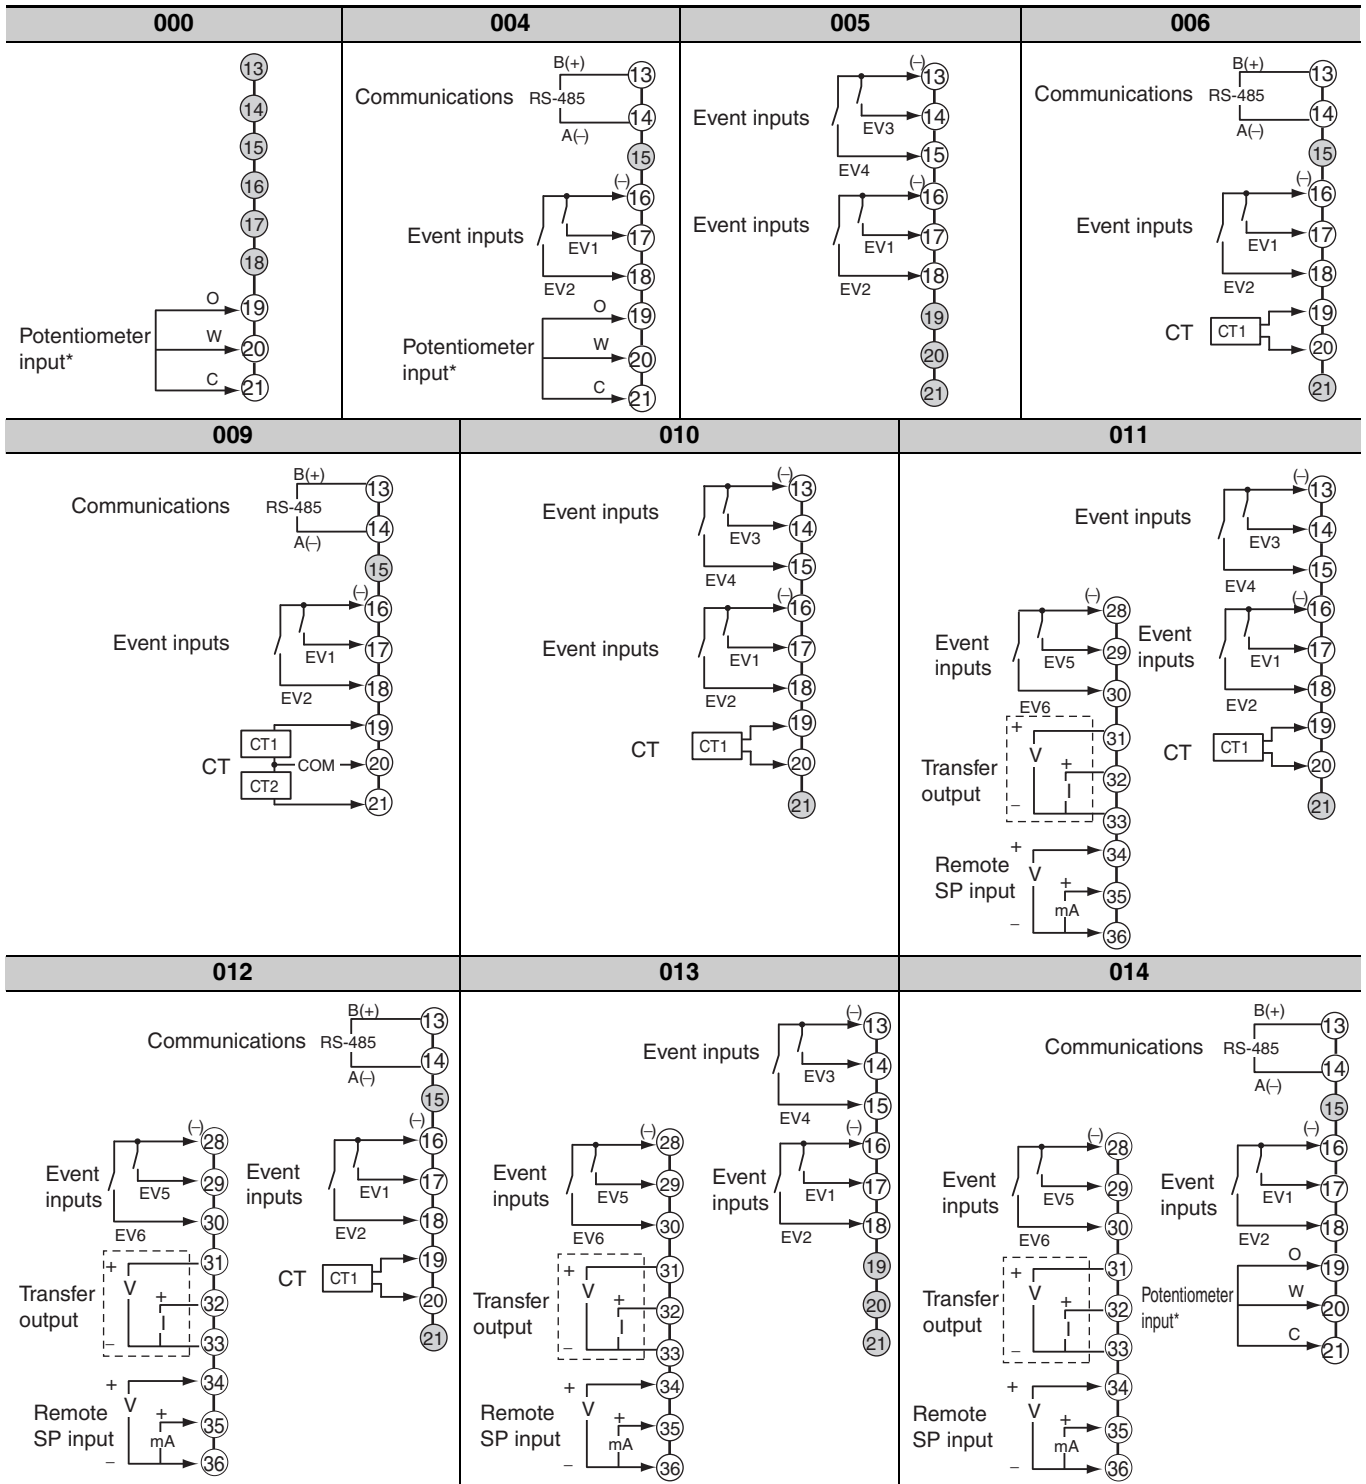 000
13
14
15
16
17
18
O
19
Potentiometer
input*
W
20
C
21
004
B(+)
13
Communications
RS-485
14
A(–)
15
(–)
16
Event inputs
EV1
17
EV2
18
O
19
Potentiometer
input*
W
20
C
21
005
(–)
13
Event inputs
EV3
14
EV4
15
(–)
16
Event inputs
EV1
17
EV2
18
19
20
21
006
B(+)
13
Communications
RS-485
14
A(–)
15
(–)
16
Event inputs
EV1
17
EV2
18
19
CT
CT1
20
21
009
B(+)
13
Communications
RS-485
14
A(–)
15
(–)
16
Event inputs
EV1
17
EV2
18
19
CT1
CT
COM
20
CT2
21
010
(–)
13
Event inputs
EV3
14
EV4
15
(–)
16
Event inputs
EV1
17
EV2
18
19
CT
CT1
20
21
011
(–)
13
Event inputs
EV3
14
EV4
15
(–)
16
Event
inputs
EV1
17
EV2
18
19
CT
CT1
20
21
(–)
28
Event
inputs
EV5
29
EV6
30
+
31
V
Transfer
output
+
32
I
–
33
+
34
V
Remote
SP input
+
35
mA
–
36
012
B(+)
13
Communications
RS-485
14
A(–)
15
(–)
16
Event
inputs
EV1
17
EV2
18
19
CT
CT1
20
21
(–)
28
Event
inputs
EV5
29
EV6
30
+
31
V
Transfer
output
+
32
I
–
33
+
34
V
Remote
SP input
+
35
mA
–
36
013
(–)
13
Event inputs
EV3
14
EV4
15
(–)
16
Event
inputs
EV1
17
EV2
18
19
20
21
(–)
28
Event
inputs
EV5
29
EV6
30
+
31
V
Transfer
output
+
32
I
–
33
+
34
V
Remote
SP input
+
35
mA
–
36
014
B(+)
13
Communications
RS-485
14
A(–)
15
(–)
16
Event
inputs
EV1
17
EV2
18
O
19
Potentiometer
input*
W
20
C
21
(–)
28
Event
inputs
EV5
29
EV6
30
+
31
V
Transfer
output
+
32
I
–
33
+
34
V
Remote
SP input
+
35
mA
–
36